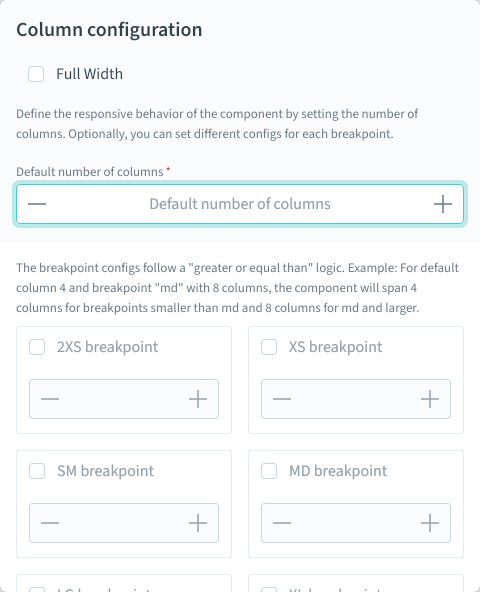 Column configuration
Full Width
Define the responsive behavior of the component by setting the number of
columns. Optionally, you can set different configs for each breakpoint.
Default number of columns *
Default number of columns
The breakpoint configs follow a "greater or equal than" logic. Example: For default
column 4 and breakpoint "md" with 8 columns, the component will span 4
columns for breakpoints smaller than md and 8 columns for md and larger.
2XS breakpoint
XS breakpoint
SM breakpoint
MD breakpoint